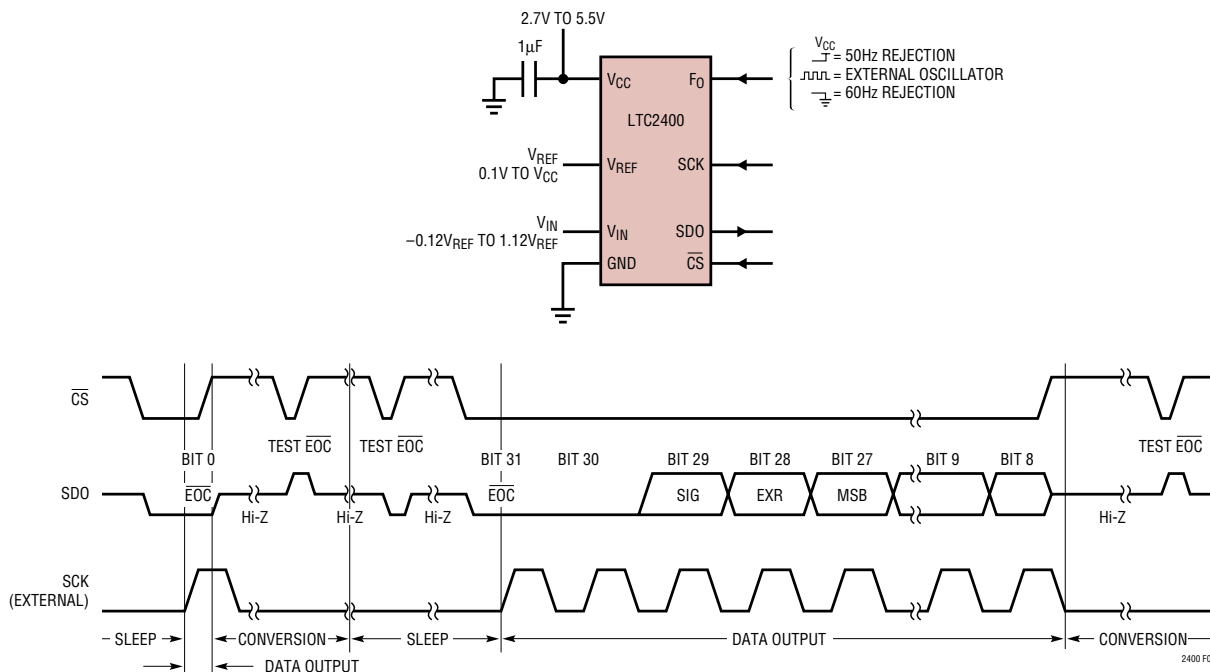 2.7V TO 5.5V
1µF
VCC
FO
VCC
= 50Hz REJECTION
= EXTERNAL OSCILLATOR
= 60Hz REJECTION
LTC2400
VREF
0.1V TO VCC
VREF
SCK
VIN
–0.12VREF TO 1.12VREF
VIN
SDO
GND
CS
CS
TEST EOC
TEST EOC
TEST EOC
BIT 0
BIT 31
BIT 30
BIT 29
BIT 28
BIT 27
BIT 9
BIT 8
SDO
EOC
Hi-Z
Hi-Z
Hi-Z
EOC
SIG
EXR
MSB
Hi-Z
SCK
(EXTERNAL)
SLEEP
CONVERSION
SLEEP
DATA OUTPUT
CONVERSION
DATA OUTPUT